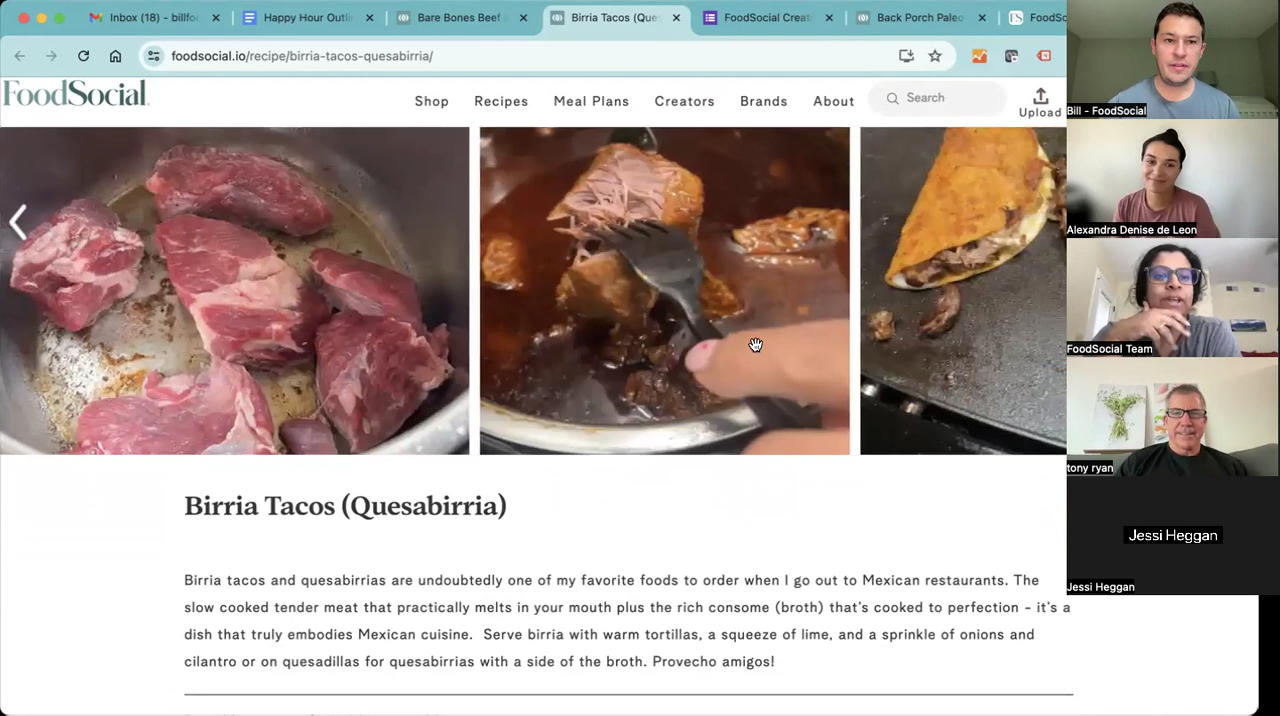 Inbox (18) - billfo
Happy Hour Outli
Bare Bones Beef
Birria Tacos (Ques
FoodSocial Creat
Back Porch Paleo
FoodSo
foodsocial.io/recipe/birria-tacos-quesabirria/
FoodSocial.
Shop
Recipes
Meal Plans
Creators
Brands
About
Search
Upload
Birria Tacos (Quesabirria)
Birria tacos and quesabirrias are undoubtedly one of my favorite foods to order when I go out to Mexican restaurants. The
slow cooked tender meat that practically melts in your mouth plus the rich consome (broth) that's cooked to perfection - it's a
dish that truly embodies Mexican cuisine. Serve birria with warm tortillas, a squeeze of lime, and a sprinkle of onions and
cilantro or on quesadillas for quesabirrias with a side of the broth. Provecho amigos!
Bill - FoodSocial
Alexandra Denise de Leon
FoodSocial Team
tony ryan
Jessi Heggan
Jessi Heggan